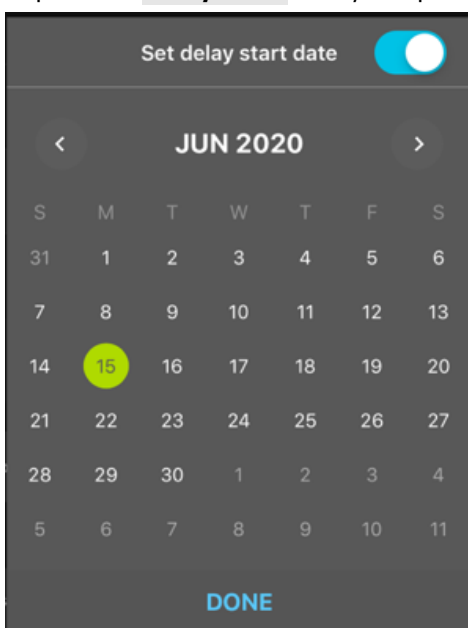 Set delay start date
< JUN 2020 >
S M T W T F S
31 1 2 3 4 5 6
7 8 9 10 11 12 13
14 15 16 17 18 19 20
21 22 23 24 25 26 27
28 29 30 1 2 3 4
5 6 7 8 9 10 11
DONE